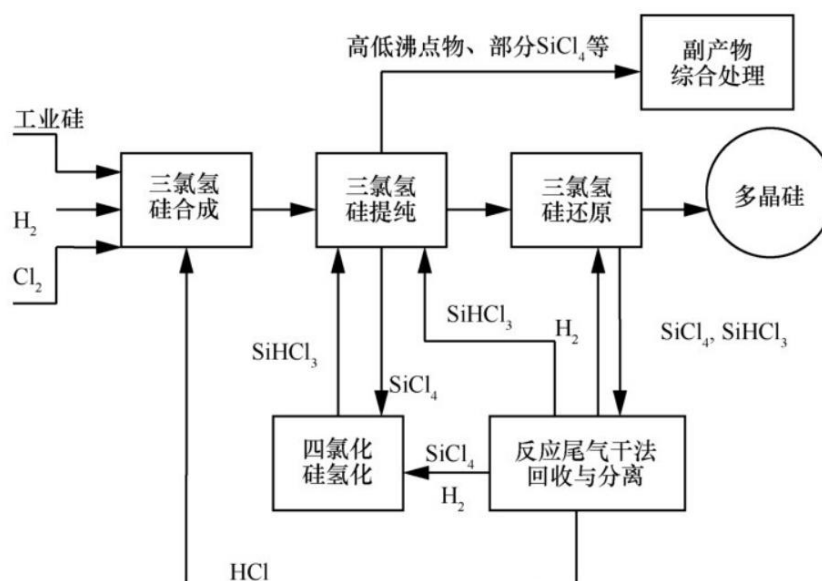 高低沸点物、部分SiCl₄等
副产物
综合处理
工业硅
H₂
Cl₂
三氯氢
硅合成
三氯氢
硅提纯
三氯氢
硅还原
多晶硅
SiHCl₃
SiCl₄
SiHCl₃
H₂
SiCl₄, SiHCl₃
四氯化
硅氢化
SiCl₄
H₂
反应尾气干法
回收与分离
HCl